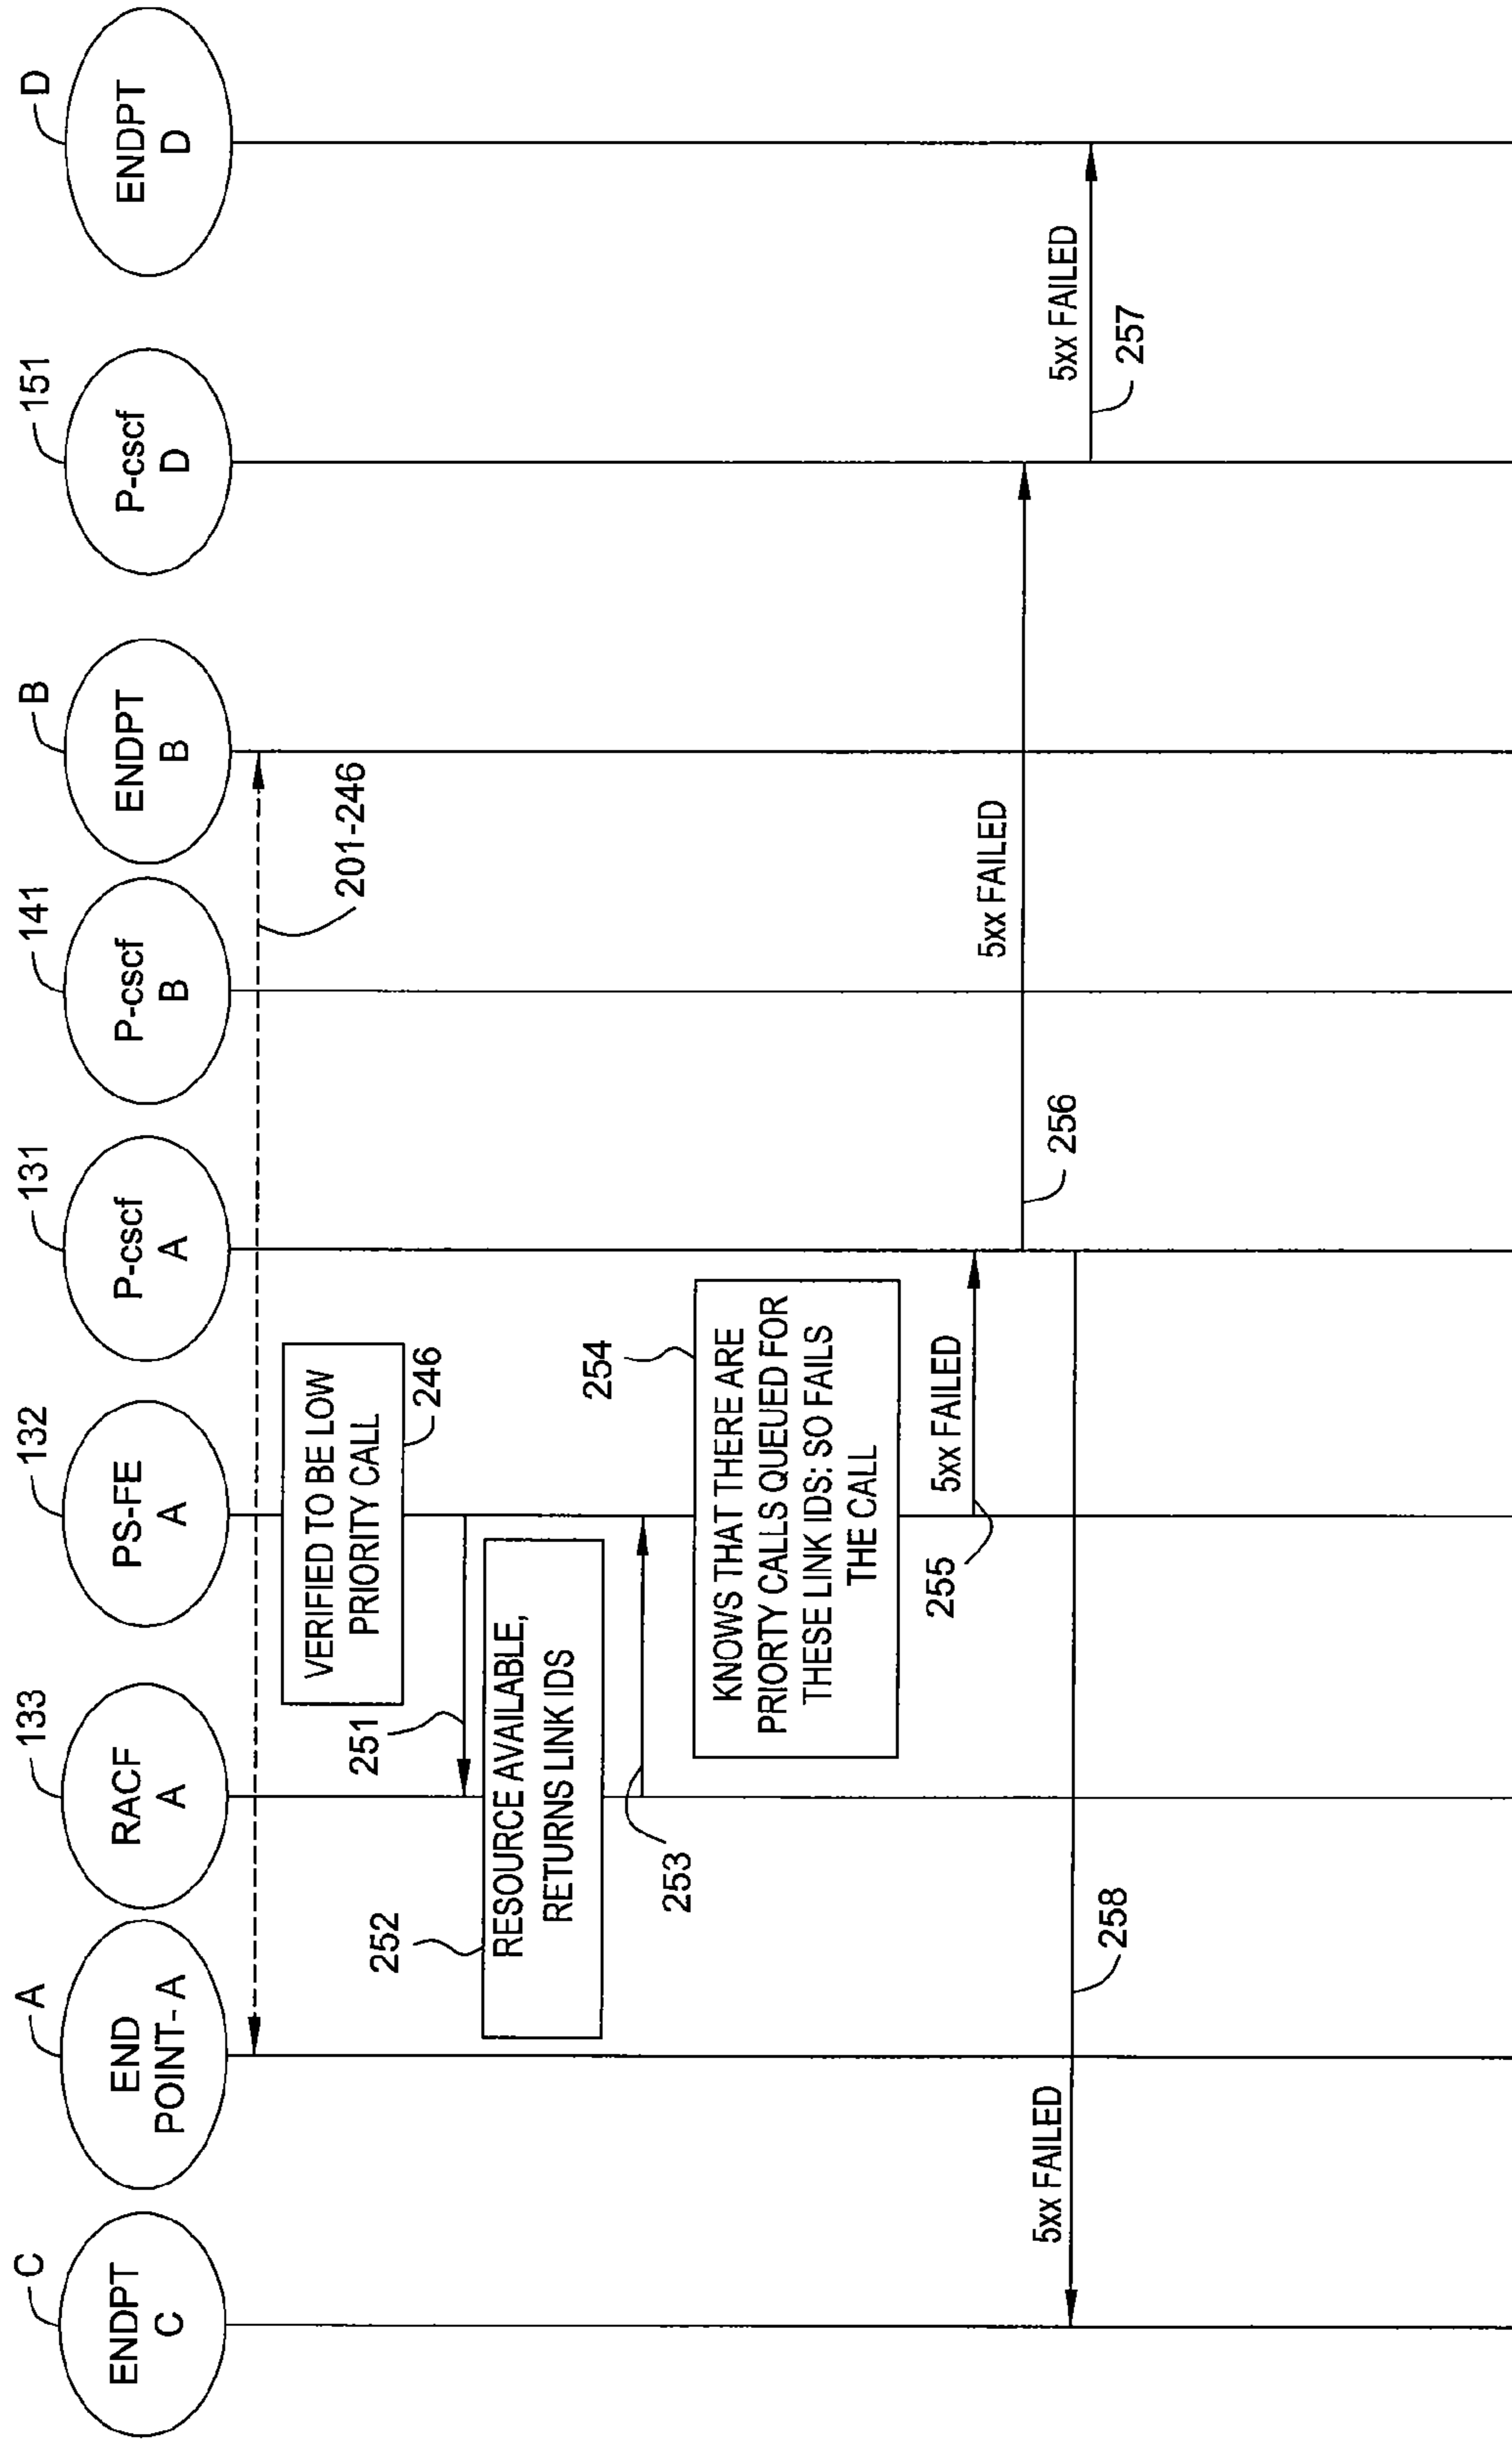 C
ENDPT
C
A
END
POINT- A
133
RACF
A
132
PS-FE
A
131
P-cscf
A
141
P-cscf
B
B
ENDPT
B
151
P-cscf
D
D
ENDPT
D
201-246
VERIFIED TO BE LOW
PRIORITY CALL
246
251
252
RESOURCE AVAILABLE,
RETURNS LINK IDS
253
254
KNOWS THAT THERE ARE
PRIORTY CALLS QUEUED FOR
THESE LINK IDS: SO FAILS
THE CALL
5xx FAILED
255
5xx FAILED
256
5xx FAILED
257
5xx FAILED
258